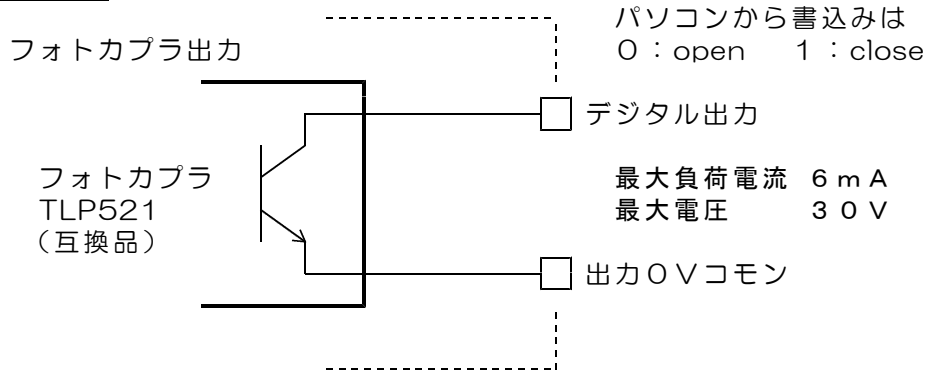 パソコンから書込みは
フォトカプラ出力
０：open　１：close
デジタル出力
フォトカプラ
TLP521
（互換品）
最大負荷電流　６ｍＡ
最大電圧　３０Ｖ
出力０Ｖコモン